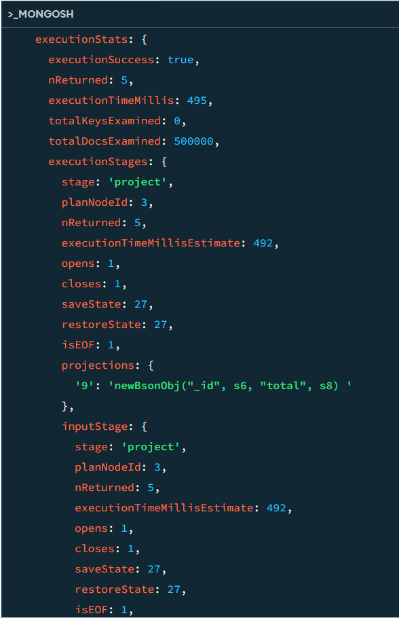 >_MONGOSH
executionStats: {
executionSuccess: true,
nReturned: 5,
executionTimeMillis: 495,
totalKeysExamined: 0,
totalDocsExamined: 500000,
executionStages: {
stage: 'project',
planNodeId: 3,
nReturned: 5,
executionTimeMillisEstimate: 492,
opens: 1,
closes: 1,
saveState: 27,
restoreState: 27,
isEOF: 1,
projections: {
'9': 'newBsonObj("_id", s6, "total", s8) '
},
inputStage: {
stage: 'project',
planNodeId: 3,
nReturned: 5,
executionTimeMillisEstimate: 492,
opens: 1,
closes: 1,
saveState: 27,
restoreState: 27,
isEOF: 1,